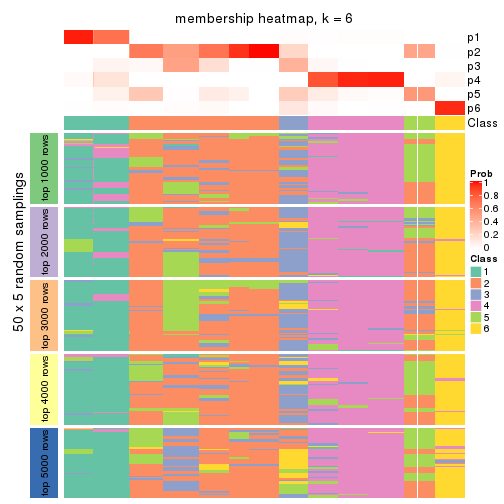 membership heatmap, k = 6
p1
p2
p3
p4
p5
p6
Class
50 x 5 random samplings
top 1000 rows
top 2000 rows
top 3000 rows
top 4000 rows
top 5000 rows
Prob
1
0.8
0.6
0.4
0.2
0
Class
1
2
3
4
5
6